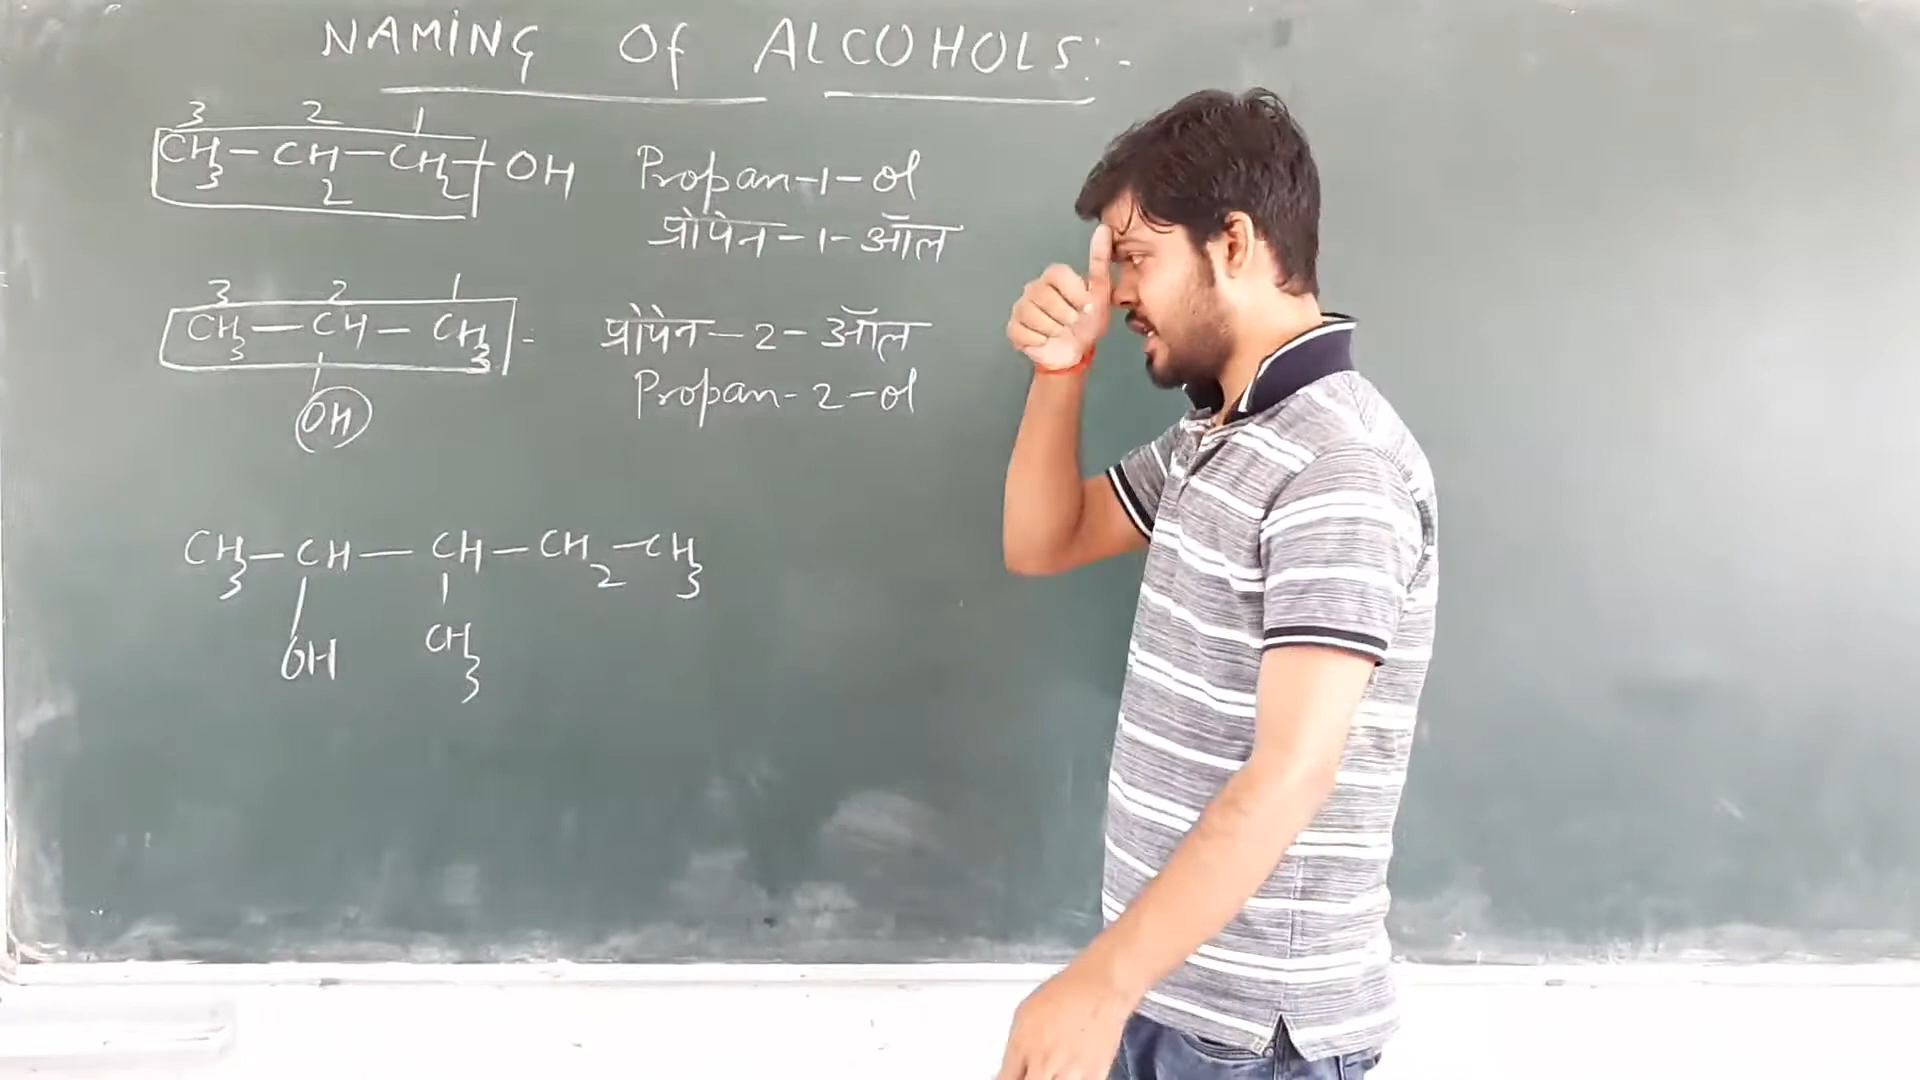 NAMING Of ALCOHOLS:-
3 2 1
CH3-CH2-CH2-OH Propan-1-ol
प्रोपेन-1-ऑल
3 2 1
CH3-CH-CH3 = प्रोपेन-2-ऑल
OH Propan-2-ol
CH3-CH-CH-CH2-CH3
OH CH3